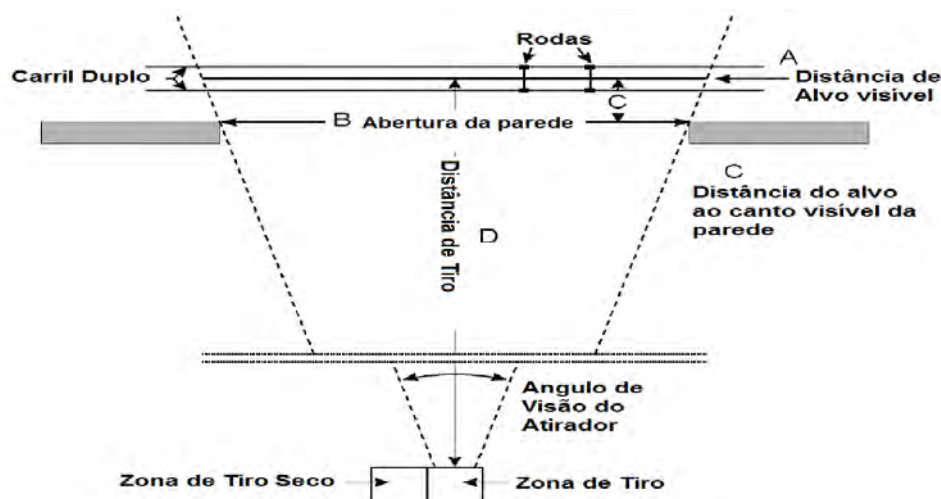 Rodas
Carril Duplo
A
Distância de
Alvo visível
C
B Abertura da parede
C
Distância do alvo
ao canto visível da
parede
Distância de Tiro
D
Angulo de
Visão do
Atirador
Zona de Tiro Seco
Zona de Tiro